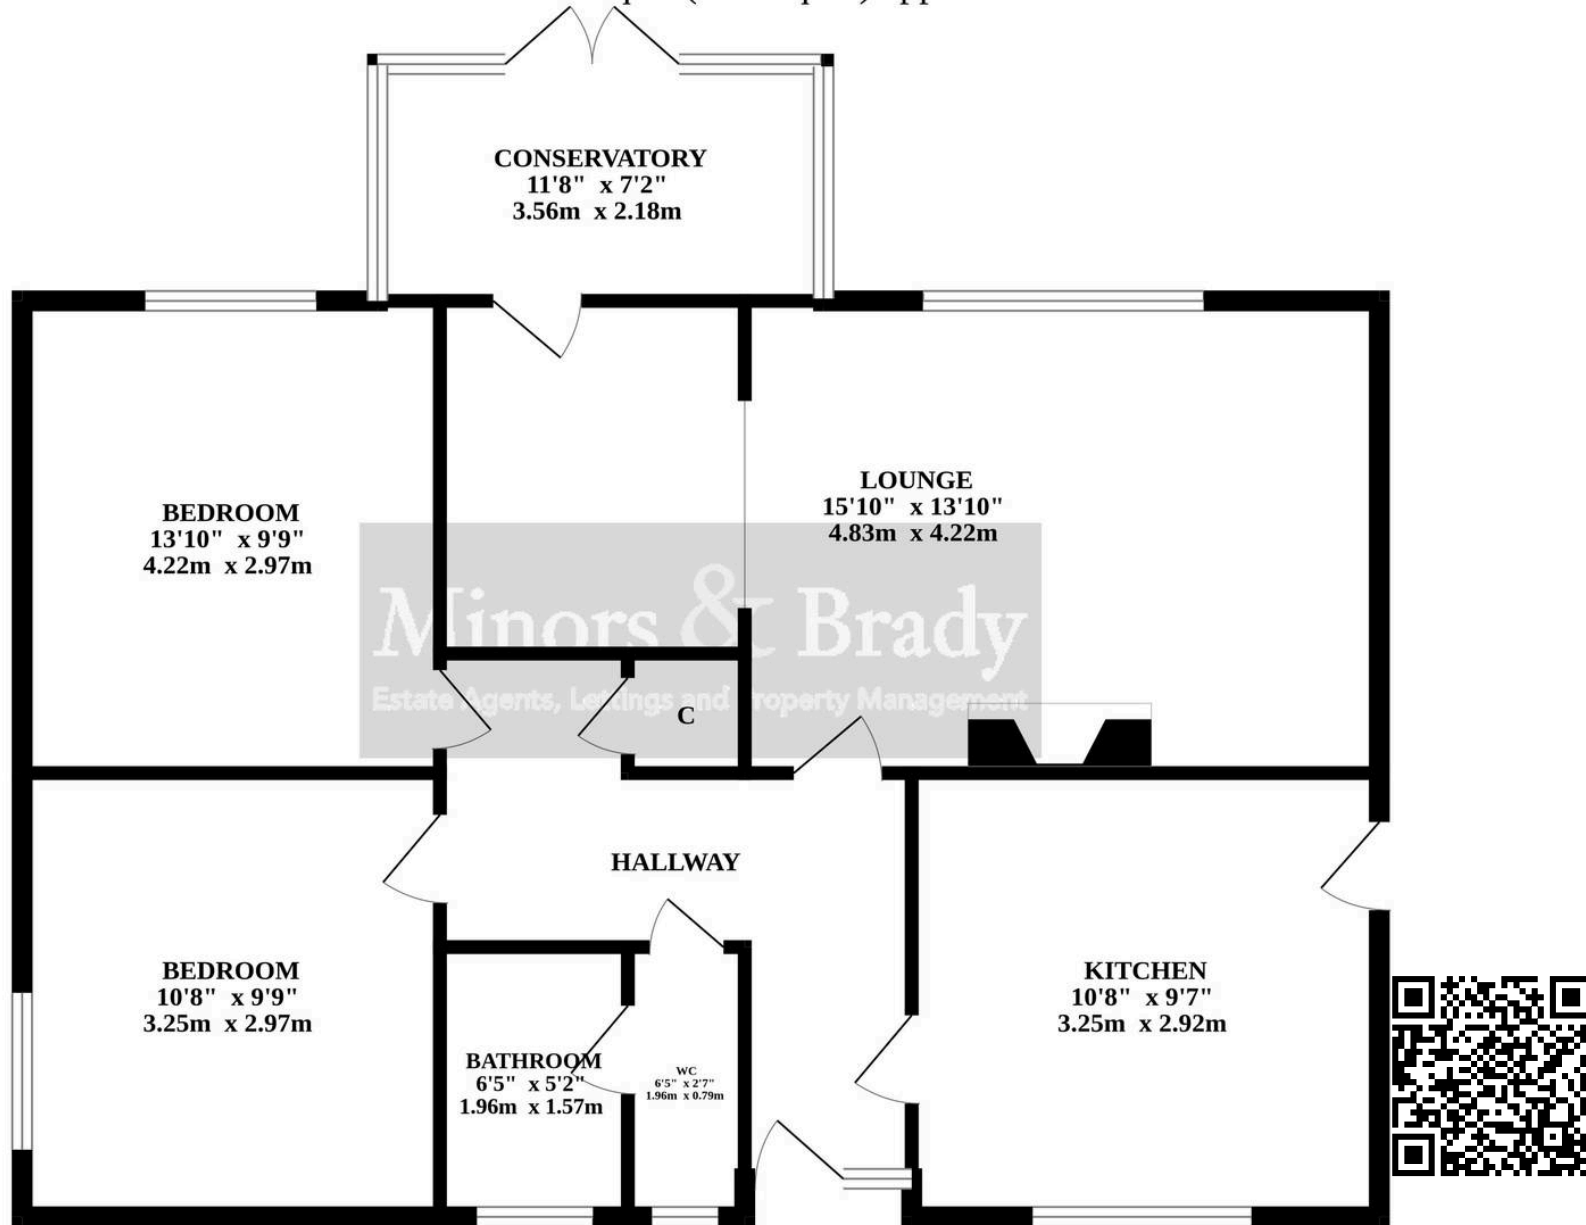 CONSERVATORY
11'8" x 7'2"
3.56m x 2.18m
BEDROOM
13'10" x 9'9"
4.22m x 2.97m
LOUNGE
15'10" x 13'10"
4.83m x 4.22m
Minors & Brady
Estate Agents, Lettings and Property Management
C
HALLWAY
BEDROOM
10'8" x 9'9"
3.25m x 2.97m
BATHROOM
6'5" x 5'2"
1.96m x 1.57m
WC
6'5" x 2'7"
1.96m x 0.79m
KITCHEN
10'8" x 9'7"
3.25m x 2.92m